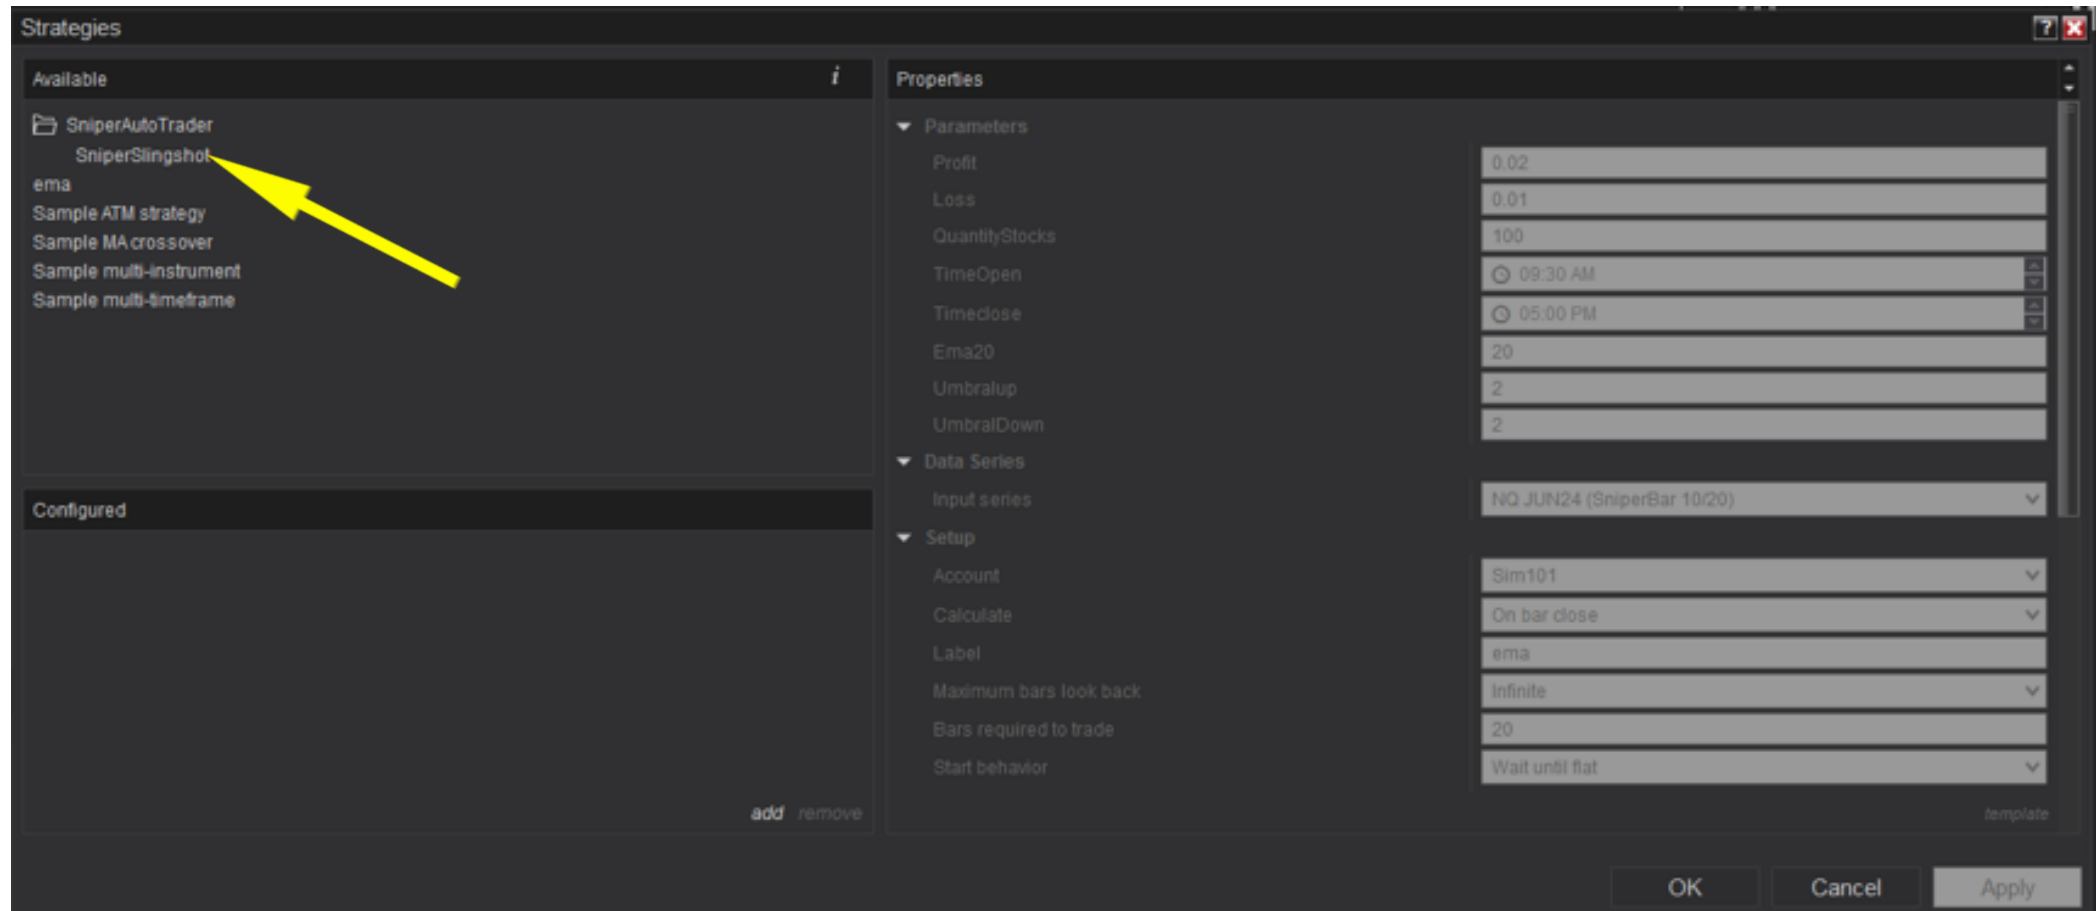 Strategies
?
Available i
SniperAutoTrader
SniperSlingshot
ema
Sample ATM strategy
Sample MA crossover
Sample multi-instrument
Sample multi-timeframe
Configured
add remove
Properties
Parameters
Profit 0.02
Loss 0.01
QuantityStocks 100
TimeOpen 09:30 AM
Timeclose 05:00 PM
Ema20 20
Umbralup 2
UmbralDown 2
Data Series
Input series NQ JUN24 (SniperBar 10/20)
Setup
Account Sim101
Calculate On bar close
Label ema
Maximum bars look back Infinite
Bars required to trade 20
Start behavior Wait until flat
template
OK Cancel Apply